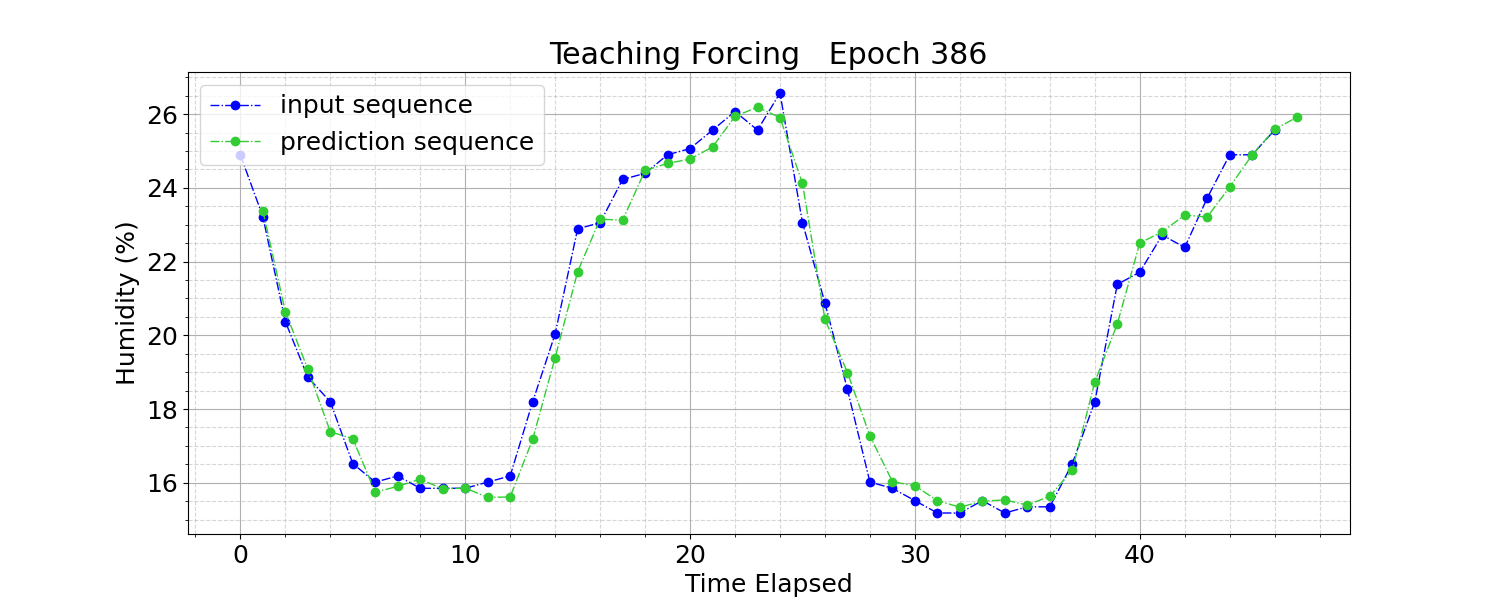 Teaching Forcing   Epoch 386
input sequence
prediction sequence
Humidity (%)
26
24
22
20
18
16
0 10 20 30 40
Time Elapsed